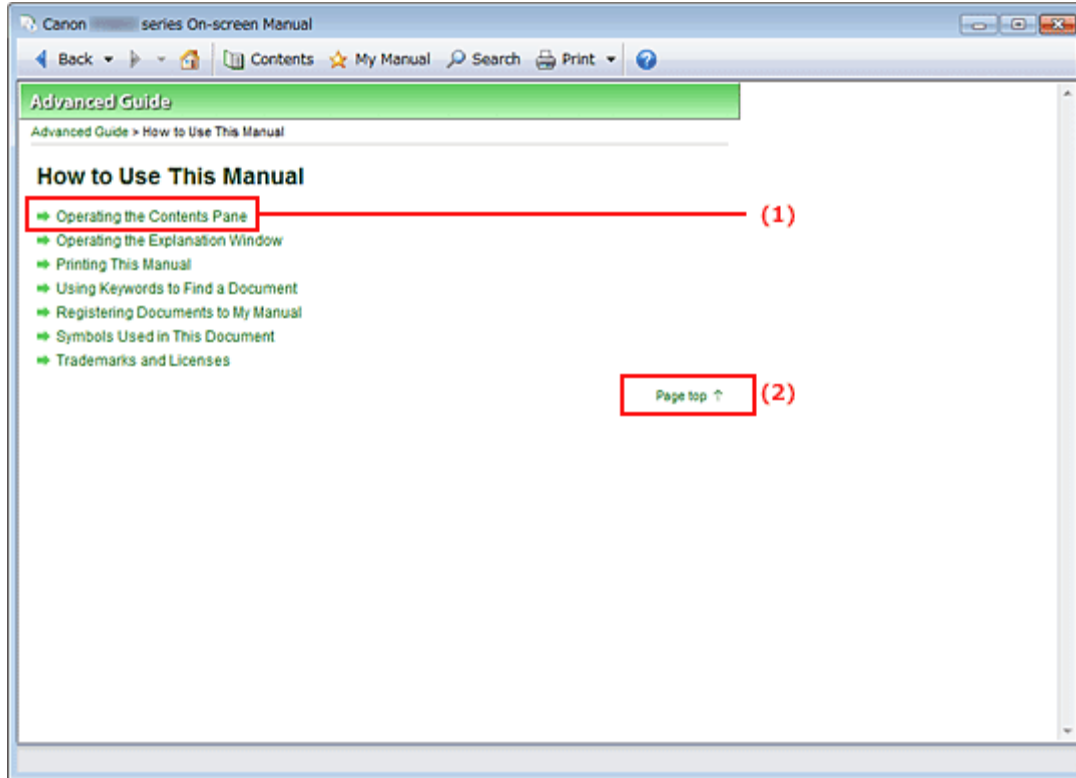 Canon series On-screen Manual
Back Contents My Manual Search Print
Advanced Guide
Advanced Guide > How to Use This Manual
How to Use This Manual
Operating the Contents Pane (1)
Operating the Explanation Window
Printing This Manual
Using Keywords to Find a Document
Registering Documents to My Manual
Symbols Used in This Document
Trademarks and Licenses
Page top ↑ (2)